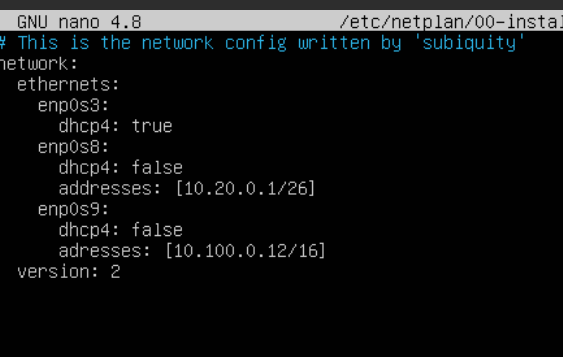 GNU nano 4.8 /etc/netplan/00-instal
# This is the network config written by 'subiquity'
network:
  ethernets:
    enp0s3:
      dhcp4: true
    enp0s8:
      dhcp4: false
      addresses: [10.20.0.1/26]
    enp0s9:
      dhcp4: false
      adresses: [10.100.0.12/16]
  version: 2